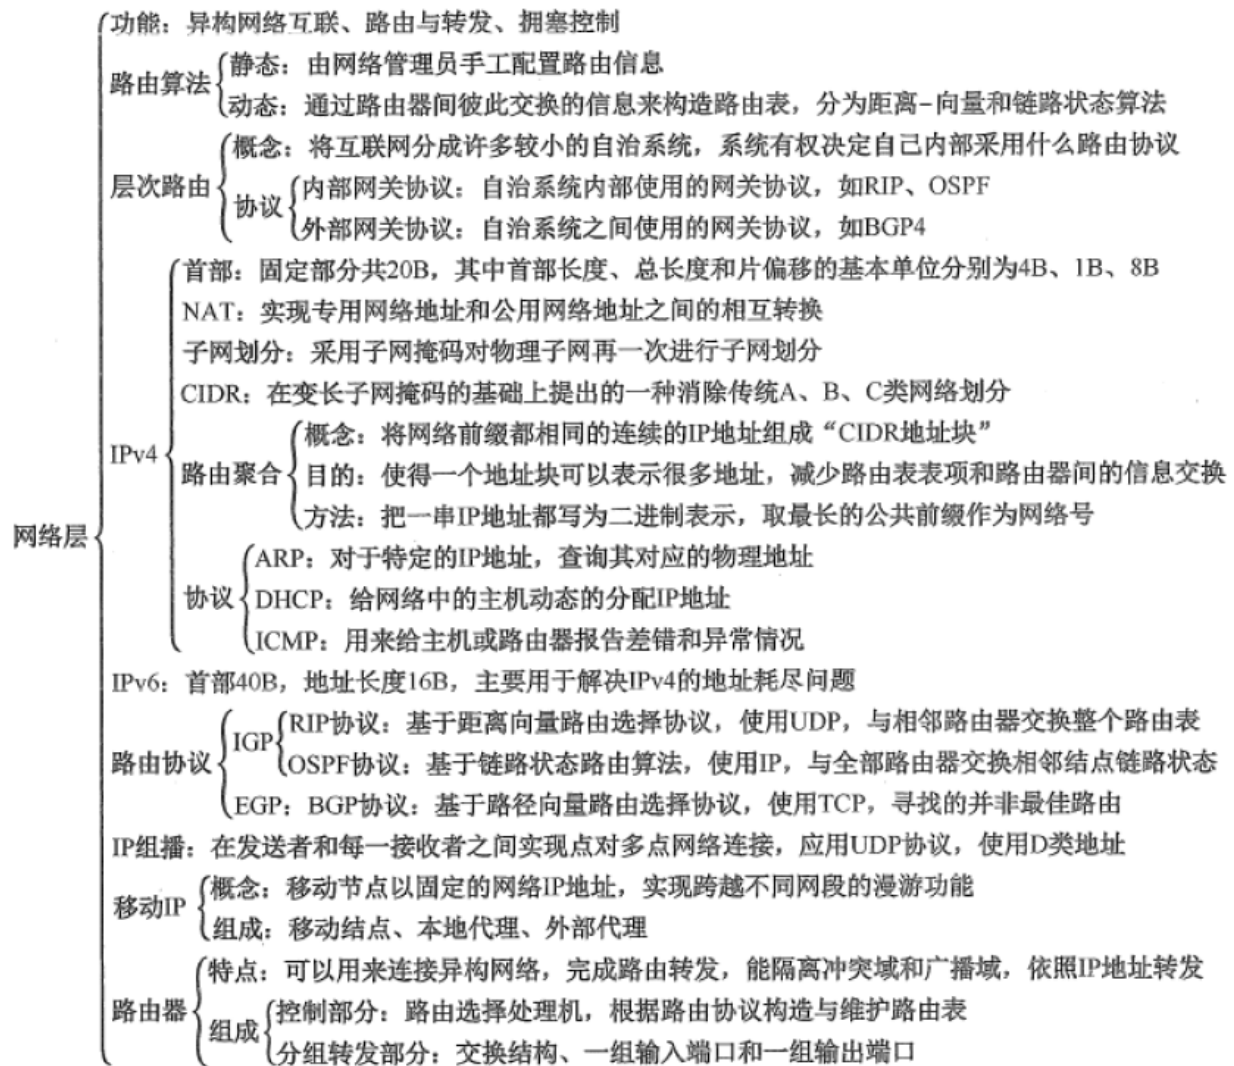 功能：异构网络互联、路由与转发、拥塞控制
路由算法
静态：由网络管理员手工配置路由信息
动态：通过路由器间彼此交换的信息来构造路由表，分为距离-向量和链路状态算法
层次路由
概念：将互联网分成许多较小的自治系统，系统有权决定自己内部采用什么路由协议
协议
内部网关协议：自治系统内部使用的网关协议，如RIP、OSPF
外部网关协议：自治系统之间使用的网关协议，如BGP4
网络层
IPv4
首部：固定部分共20B，其中首部长度、总长度和片偏移的基本单位分别为4B、1B、8B
NAT：实现专用网络地址和公用网络地址之间的相互转换
子网划分：采用子网掩码对物理子网再一次进行子网划分
CIDR：在变长子网掩码的基础上提出的一种消除传统A、B、C类网络划分
路由聚合
概念：将网络前缀都相同的连续的IP地址组成“CIDR地址块”
目的：使得一个地址块可以表示很多地址，减少路由表表项和路由器间的信息交换
方法：把一串IP地址都写为二进制表示，取最长的公共前缀作为网络号
协议
ARP：对于特定的IP地址，查询其对应的物理地址
DHCP：给网络中的主机动态的分配IP地址
ICMP：用来给主机或路由器报告差错和异常情况
IPv6：首部40B，地址长度16B，主要用于解决IPv4的地址耗尽问题
路由协议
IGP
RIP协议：基于距离向量路由选择协议，使用UDP，与相邻路由器交换整个路由表
OSPF协议：基于链路状态路由算法，使用IP，与全部路由器交换相邻结点链路状态
EGP：BGP协议：基于路径向量路由选择协议，使用TCP，寻找的并非最佳路由
IP组播：在发送者和每一接收者之间实现点对多点网络连接，应用UDP协议，使用D类地址
移动IP
概念：移动节点以固定的网络IP地址，实现跨越不同网段的漫游功能
组成：移动结点、本地代理、外部代理
路由器
特点：可以用来连接异构网络，完成路由转发，能隔离冲突域和广播域，依照IP地址转发
组成
控制部分：路由选择处理机，根据路由协议构造与维护路由表
分组转发部分：交换结构、一组输入端口和一组输出端口